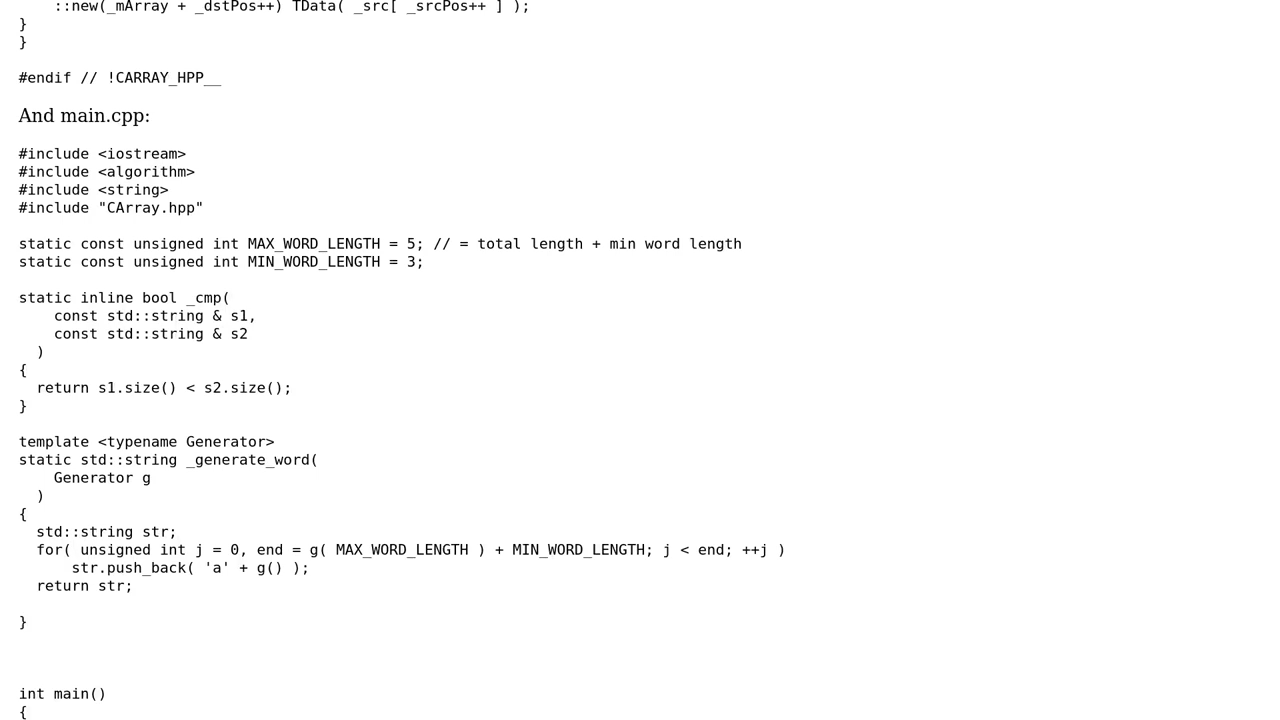 ::new(_mArray + _dstPos++) TData( _src[ _srcPos++ ] );
}
}

#endif // !CARRAY_HPP__

And main.cpp:

#include <iostream>
#include <algorithm>
#include <string>
#include "CArray.hpp"

static const unsigned int MAX_WORD_LENGTH = 5; // = total length + min word length
static const unsigned int MIN_WORD_LENGTH = 3;

static inline bool _cmp(
    const std::string & s1,
    const std::string & s2
  )
{
  return s1.size() < s2.size();
}

template <typename Generator>
static std::string _generate_word(
    Generator g
  )
{
  std::string str;
  for( unsigned int j = 0, end = g( MAX_WORD_LENGTH ) + MIN_WORD_LENGTH; j < end; ++j )
      str.push_back( 'a' + g() );
  return str;

}

int main()
{